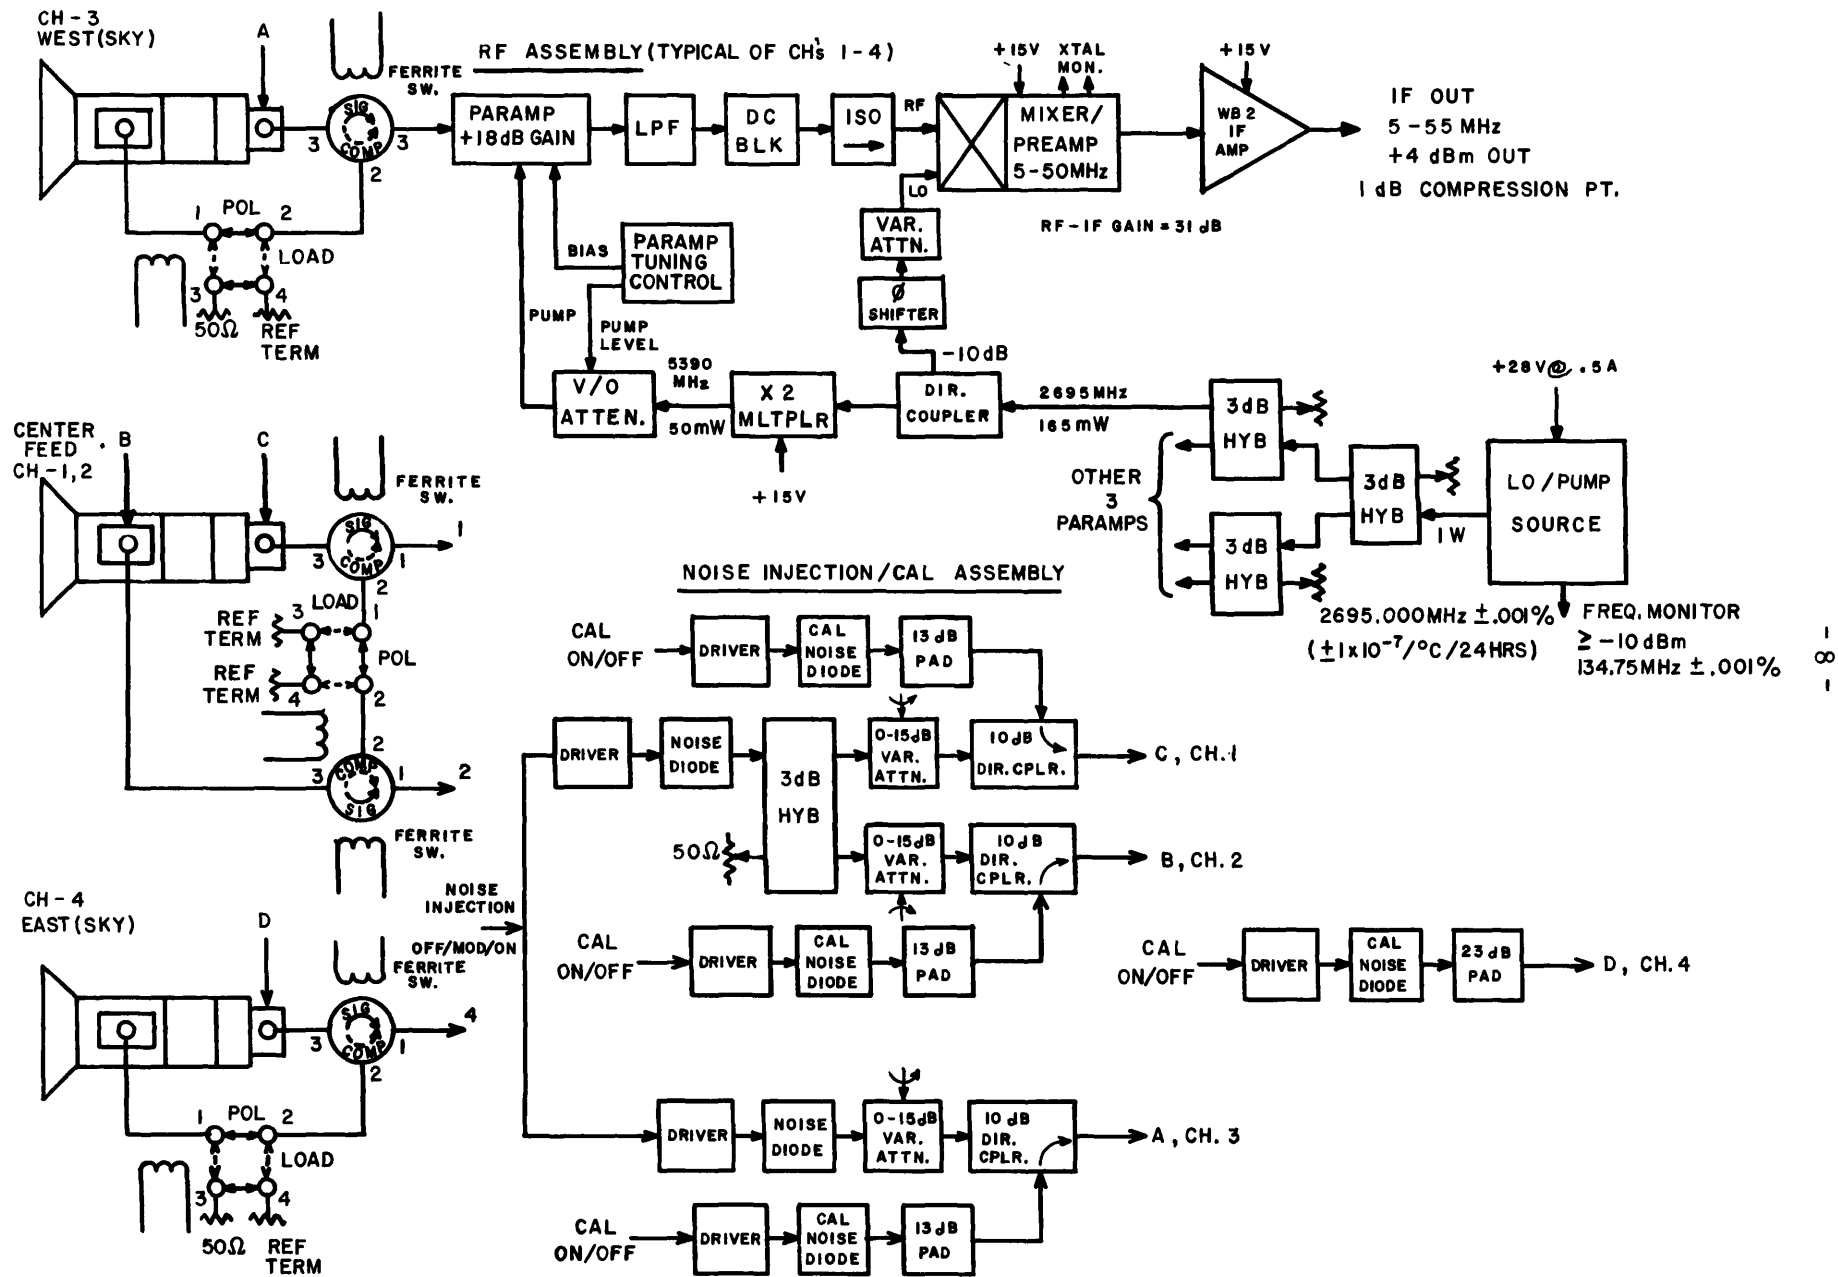 CH-3
WEST(SKY)
A
FERRITE
SW.
SIG
COMP
3
3
2
1
POL
2
LOAD
3
4
50Ω
REF
TERM
RF ASSEMBLY (TYPICAL OF CH's 1-4)
PARAMP
+18dB GAIN
LPF
DC
BLK
ISO
RF
LO
+15V
XTAL
MON.
MIXER/
PREAMP
5-50MHz
+15V
WB 2
IF
AMP
IF OUT
5-55 MHz
+4 dBm OUT
1 dB COMPRESSION PT.
RF-IF GAIN = 31 dB
VAR.
ATTN.
Ø
SHIFTER
-10dB
BIAS
PARAMP
TUNING
CONTROL
PUMP
PUMP
LEVEL
V/O
ATTEN.
5390
MHz
50mW
X 2
MLTPLR
+15V
DIR.
COUPLER
2695MHz
165mW
3dB
HYB
OTHER
3
PARAMPS
3dB
HYB
3dB
HYB
1W
+28V@ .5A
LO/PUMP
SOURCE
2695.000MHz ±.001%
(±1x10⁻⁷/°C/24HRS)
FREQ. MONITOR
≥ -10dBm
134.75MHz ±.001%
- 8 -
CENTER
FEED
CH-1,2
B
C
FERRITE
SW.
SIG
COMP
3
1
1
2
LOAD
3
1
REF
TERM
POL
REF
TERM
4
2
2
COMP
SIG
3
1
2
FERRITE
SW.
CH-4
EAST(SKY)
D
FERRITE
SW.
SIG
COMP
3
1
4
2
1
POL
2
LOAD
3
4
50Ω
REF
TERM
NOISE INJECTION/CAL ASSEMBLY
CAL
ON/OFF
DRIVER
CAL
NOISE
DIODE
13 dB
PAD
DRIVER
NOISE
DIODE
3dB
HYB
0-15dB
VAR.
ATTN.
10dB
DIR.CPLR.
C, CH.1
50Ω
0-15dB
VAR.
ATTN.
10dB
DIR.
CPLR.
B, CH.2
NOISE
INJECTION
OFF/MOD/ON
CAL
ON/OFF
DRIVER
CAL
NOISE
DIODE
13dB
PAD
CAL
ON/OFF
DRIVER
CAL
NOISE
DIODE
23dB
PAD
D, CH.4
DRIVER
NOISE
DIODE
0-15dB
VAR.
ATTN.
10 dB
DIR.
CPLR.
A, CH.3
CAL
ON/OFF
DRIVER
CAL
NOISE
DIODE
13dB
PAD